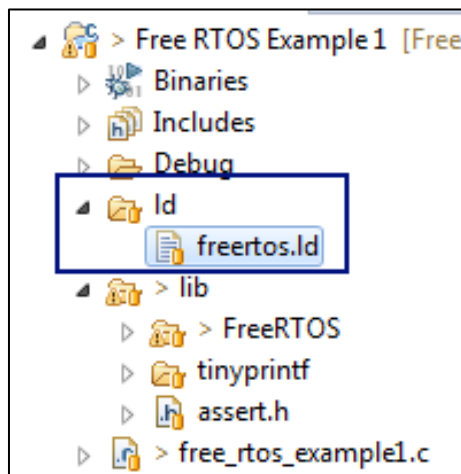 > Free RTOS Example 1 [Free
Binaries
Includes
Debug
ld
freertos.ld
> lib
> FreeRTOS
tinyprintf
assert.h
> free_rtos_example1.c